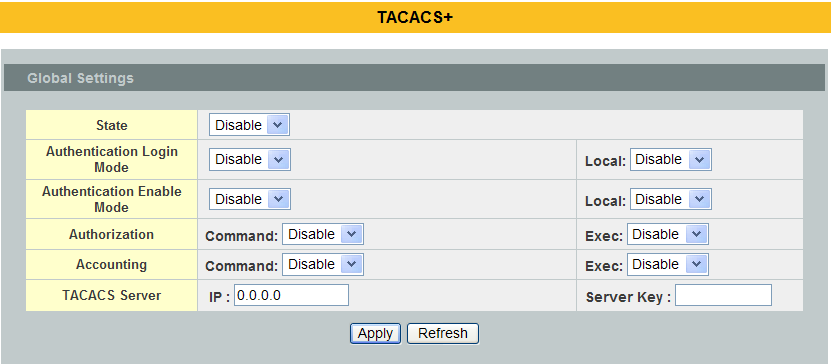 TACACS+
Global Settings
State Disable
Authentication Login Mode Disable Local: Disable
Authentication Enable Mode Disable Local: Disable
Authorization Command: Disable Exec: Disable
Accounting Command: Disable Exec: Disable
TACACS Server IP : 0.0.0.0 Server Key :
Apply Refresh